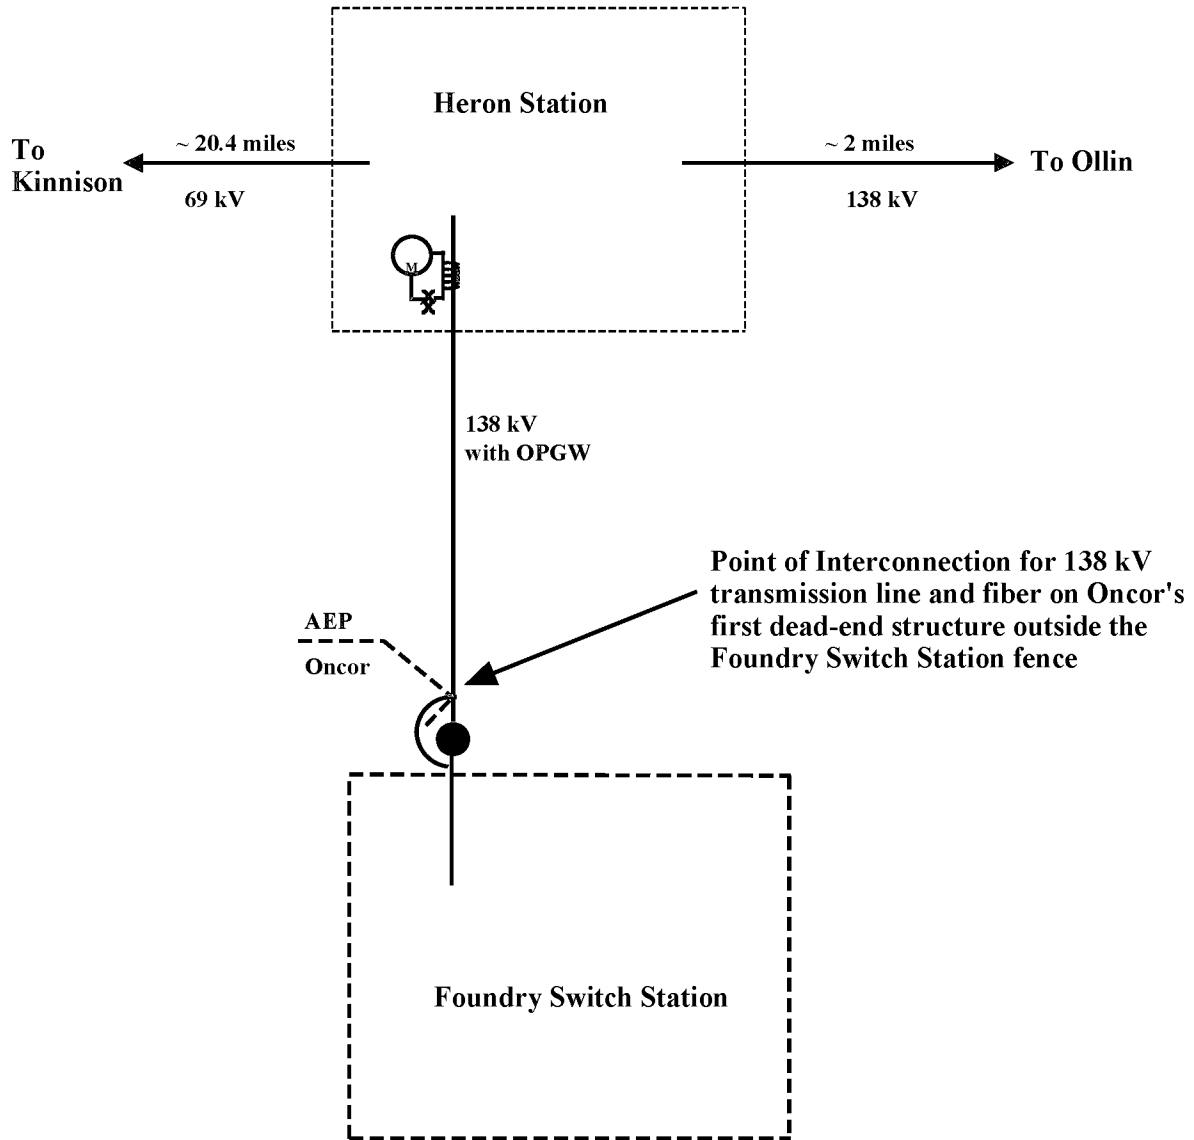 Heron Station
To
Kinnison
~ 20.4 miles
69 kV
~ 2 miles
138 kV
To Ollin
M
138 kV
with OPGW
Point of Interconnection for 138 kV
transmission line and fiber on Oncor's
first dead-end structure outside the
Foundry Switch Station fence
AEP
Oncor
Foundry Switch Station